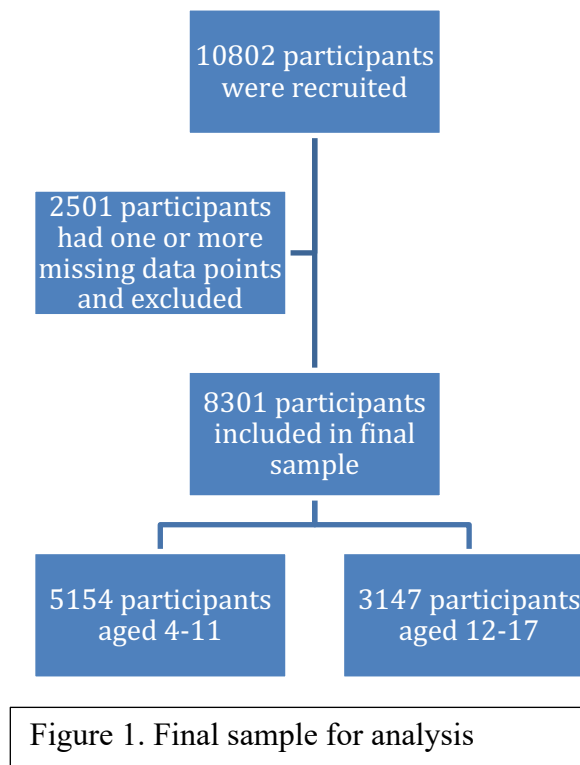 10802 participants
were recruited
2501 participants
had one or more
missing data points
and excluded
8301 participants
included in final
sample
5154 participants
aged 4-11
3147 participants
aged 12-17
Figure 1. Final sample for analysis